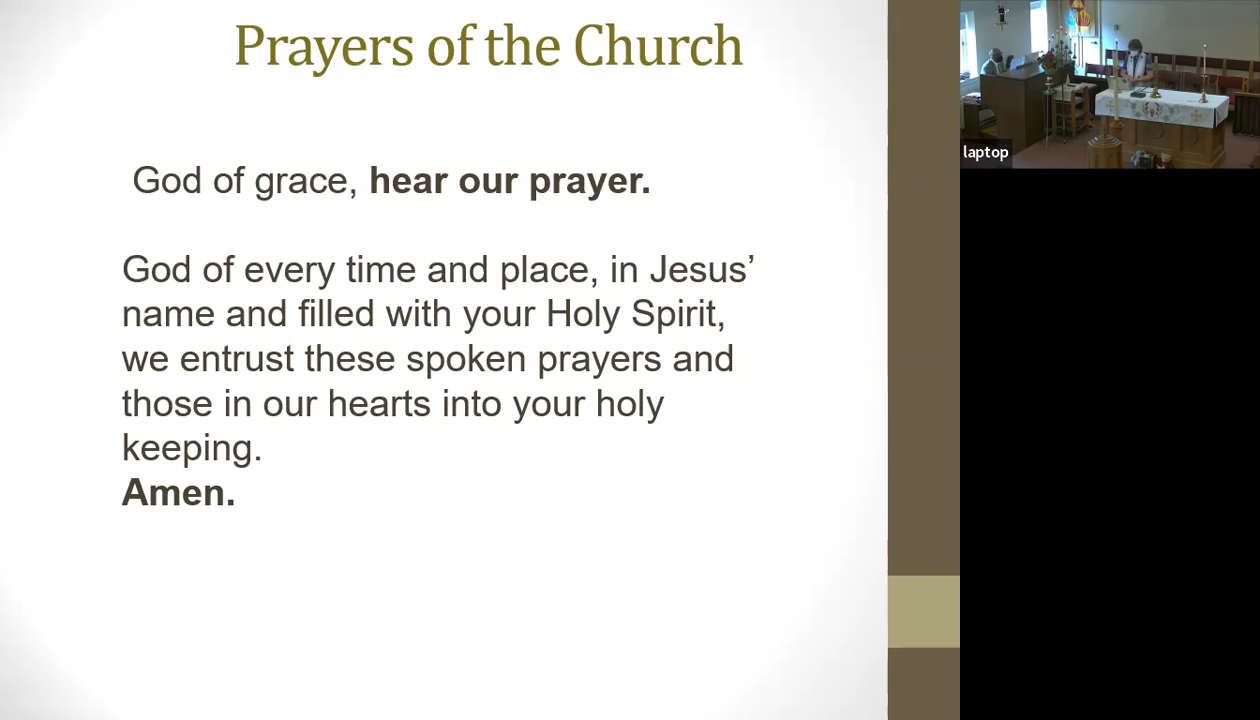 Prayers of the Church
God of grace, hear our prayer.
God of every time and place, in Jesus’
name and filled with your Holy Spirit,
we entrust these spoken prayers and
those in our hearts into your holy
keeping.
Amen.
laptop